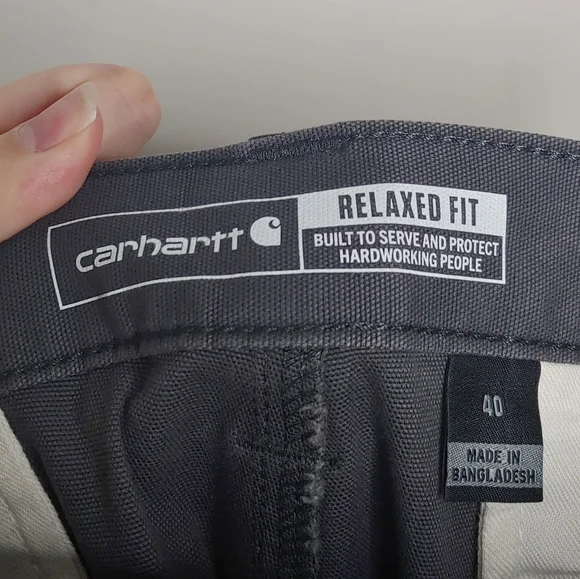 carhartt
RELAXED FIT
BUILT TO SERVE AND PROTECT
HARDWORKING PEOPLE
40
MADE IN
BANGLADESH